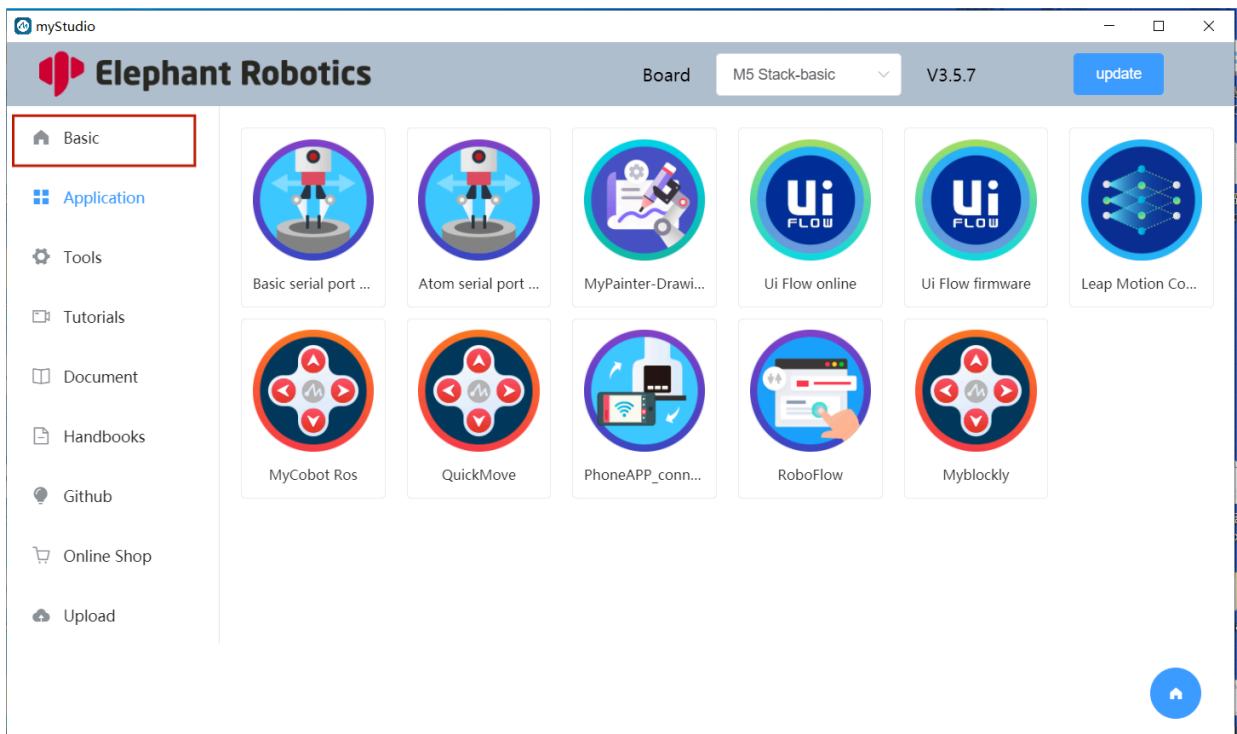 myStudio
Elephant Robotics
Board M5 Stack-basic V3.5.7 update
Basic
Application
Tools
Tutorials
Document
Handbooks
Github
Online Shop
Upload
Ui
FLOW
Ui
FLOW
Basic serial port ... Atom serial port ... MyPainter-Drawi... Ui Flow online Ui Flow firmware Leap Motion Co...
MyCobot Ros QuickMove PhoneAPP_conn... RoboFlow Myblockly